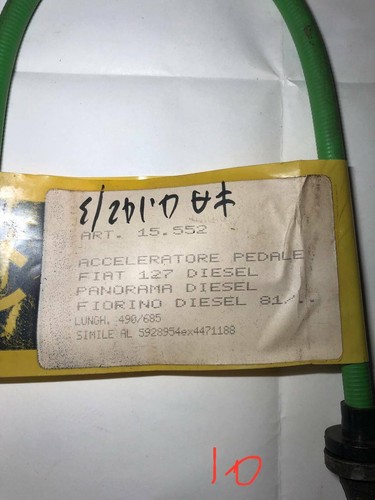 ART. 15.552
ACCELERATORE PEDALE
FIAT 127 DIESEL
PANORAMA DIESEL
FIORINO DIESEL 81/..
LUNGH. 490/685
SIMILE AL 5928954ex4471188
10